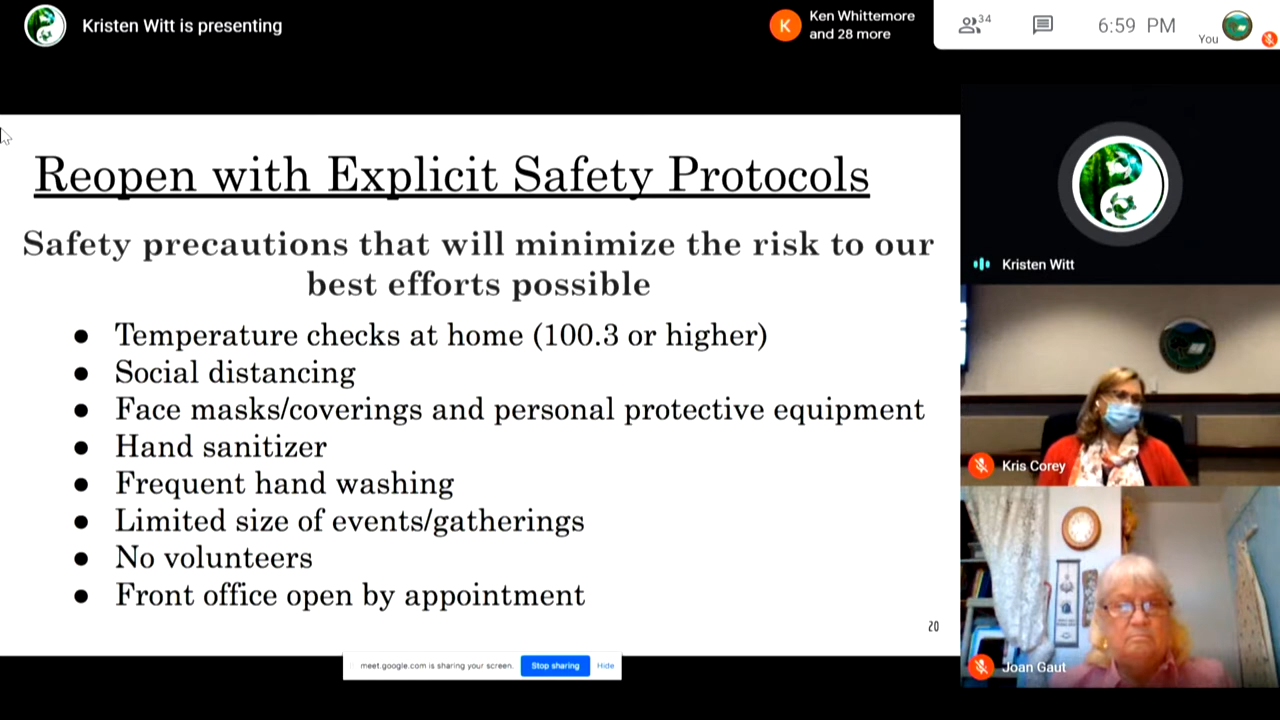 Kristen Witt is presenting
K
Ken Whittemore
and 28 more
34
6:59 PM
You
Reopen with Explicit Safety Protocols
Safety precautions that will minimize the risk to our
best efforts possible
● Temperature checks at home (100.3 or higher)
● Social distancing
● Face masks/coverings and personal protective equipment
● Hand sanitizer
● Frequent hand washing
● Limited size of events/gatherings
● No volunteers
● Front office open by appointment
20
meet.google.com is sharing your screen.
Stop sharing
Hide
Kristen Witt
Kris Corey
Joan Gaut